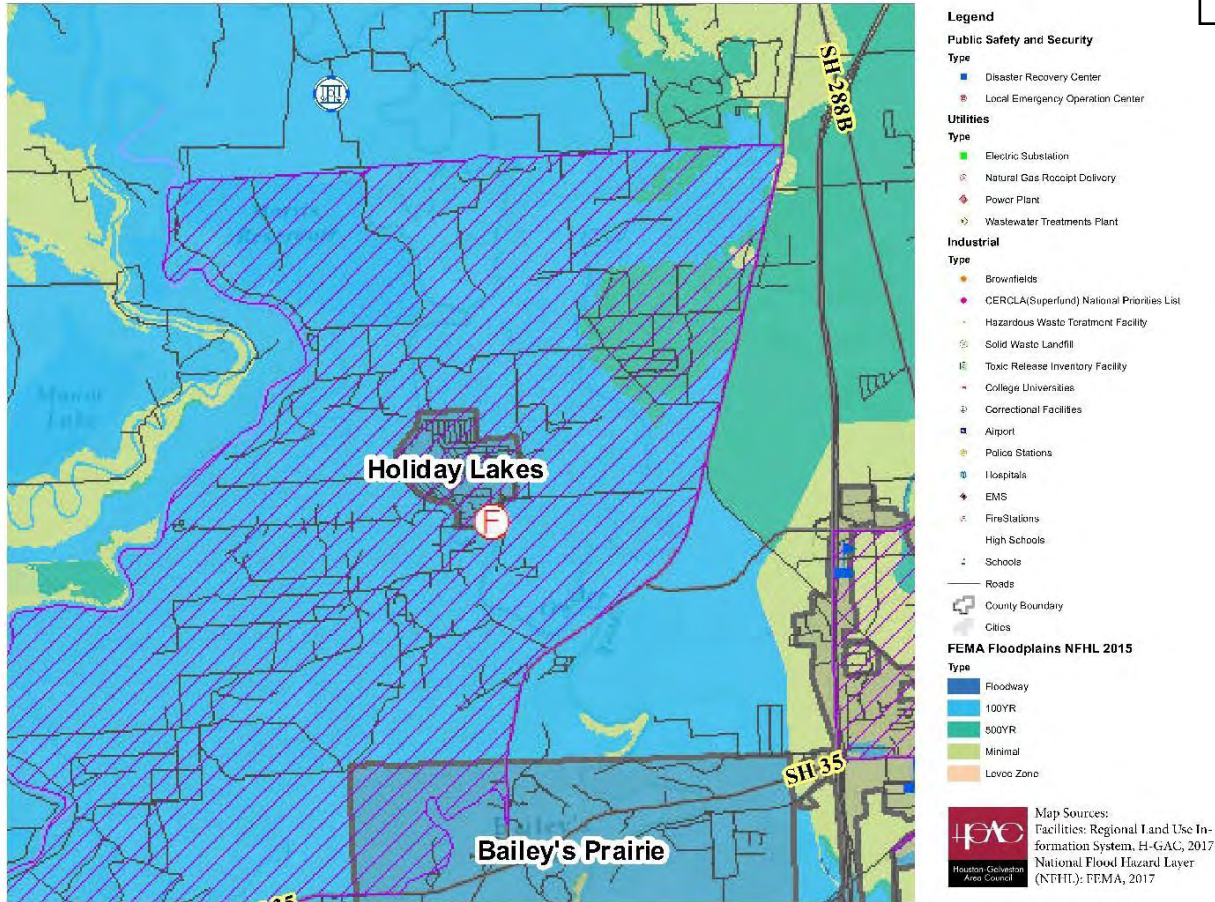 SH 288B
Holiday Lakes
F
SH 35
Bailey's Prairie
Legend
Public Safety and Security
Type
Disaster Recovery Center
Local Emergency Operation Center
Utilities
Type
Electric Substation
Natural Gas Receipt Delivery
Power Plant
Wastewater Treatments Plant
Industrial
Type
Brownfields
CERCLA(Superfund) National Priorities List
Hazardous Waste Teratment Facility
Solid Waste Landfill
Toxic Release Inventory Facility
College Universities
Correctional Facilities
Airport
Police Stations
Hospitals
EMS
FireStations
High Schools
Schools
Roads
County Boundary
Cities
FEMA Floodplains NFHL 2015
Type
Floodway
100YR
500YR
Minimal
Levee Zone
Houston-Galveston
Area Council
Map Sources:
Facilities: Regional Land Use In-
formation System, H-GAC, 2017
National Flood Hazard Layer
(NFHL): FEMA, 2017